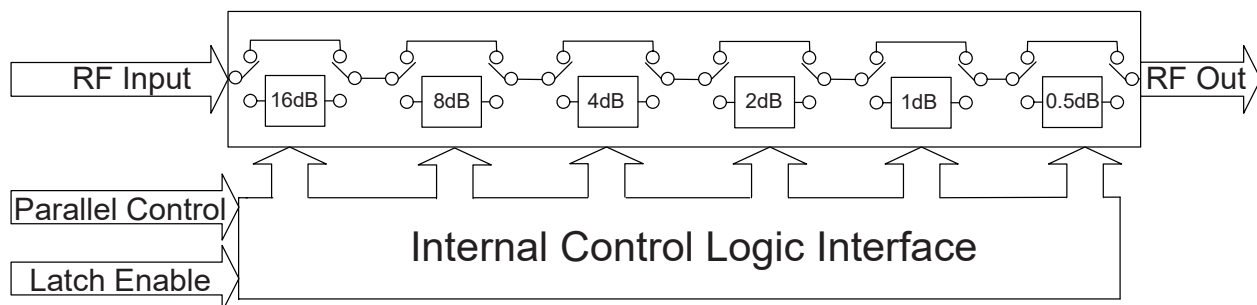 RF Input
16dB
8dB
4dB
2dB
1dB
0.5dB
RF Out
Parallel Control
Latch Enable
Internal Control Logic Interface